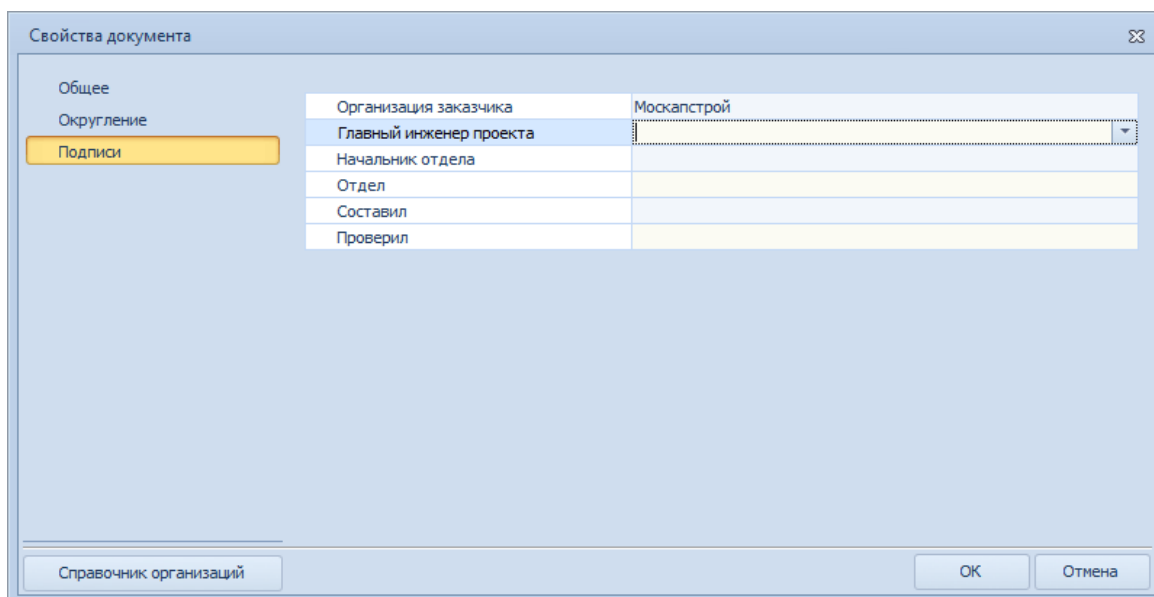 Свойства документа
Общее
Округление
Подписи
Организация заказчика Москапстрой
Главный инженер проекта
Начальник отдела
Отдел
Составил
Проверил
Справочник организаций
ОК Отмена